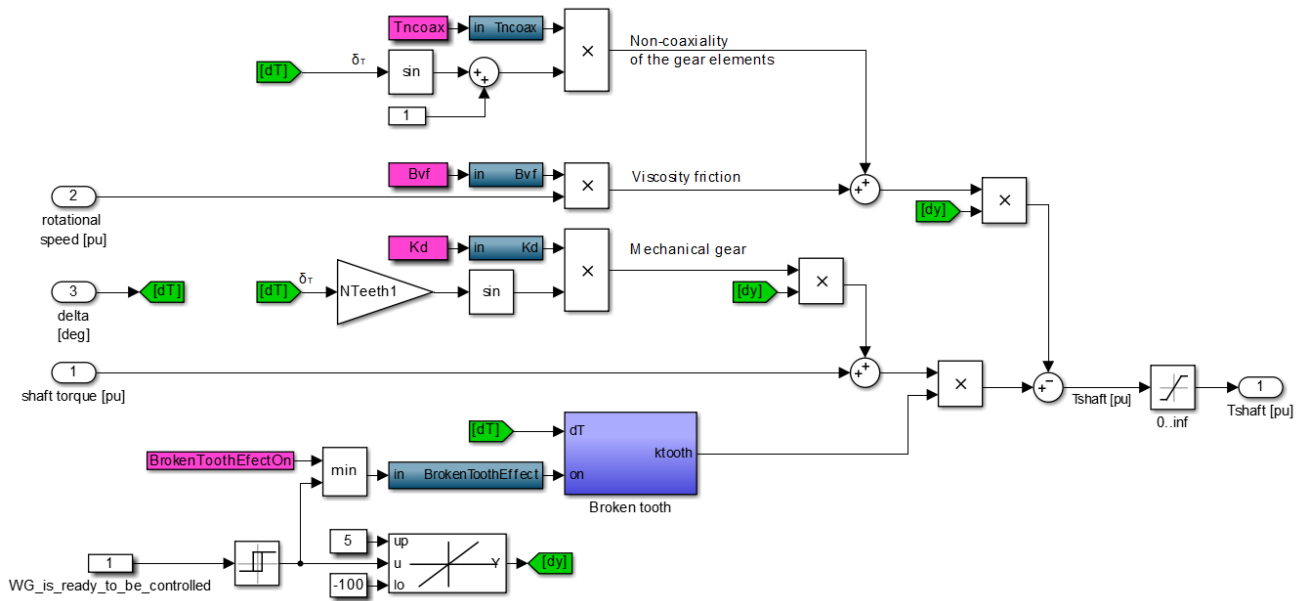 Tncoax
in Tncoax
×
Non-coaxiality
of the gear elements
[dT]
δT
sin
+
+
1
Bvf
in Bvf
×
Viscosity friction
+
+
×
[dy]
2
rotational
speed [pu]
Kd
in Kd
×
Mechanical gear
3
delta
[deg]
[dT]
[dT]
δT
NTeeth1
sin
[dy]
×
1
shaft torque [pu]
+
+
×
+
−
Tshaft [pu]
0..inf
1
Tshaft [pu]
[dT]
dT
ktooth
on
Broken tooth
BrokenToothEfectOn
min
in BrokenToothEffect
1
WG_is_ready_to_be_controlled
5
up
u
Y
-100
lo
[dy]